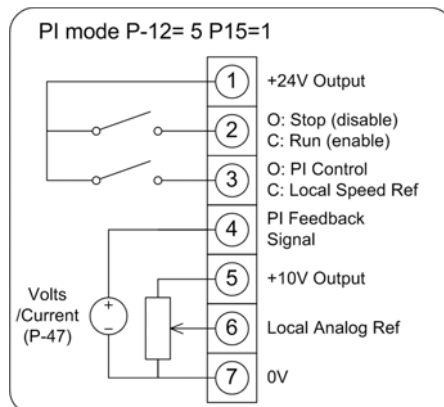 PI mode P-12= 5 P15=1
1
+24V Output
2
O: Stop (disable)
C: Run (enable)
3
O: PI Control
C: Local Speed Ref
4
PI Feedback
Signal
5
+10V Output
Volts
/Current
(P-47)
+
−
6
Local Analog Ref
7
0V